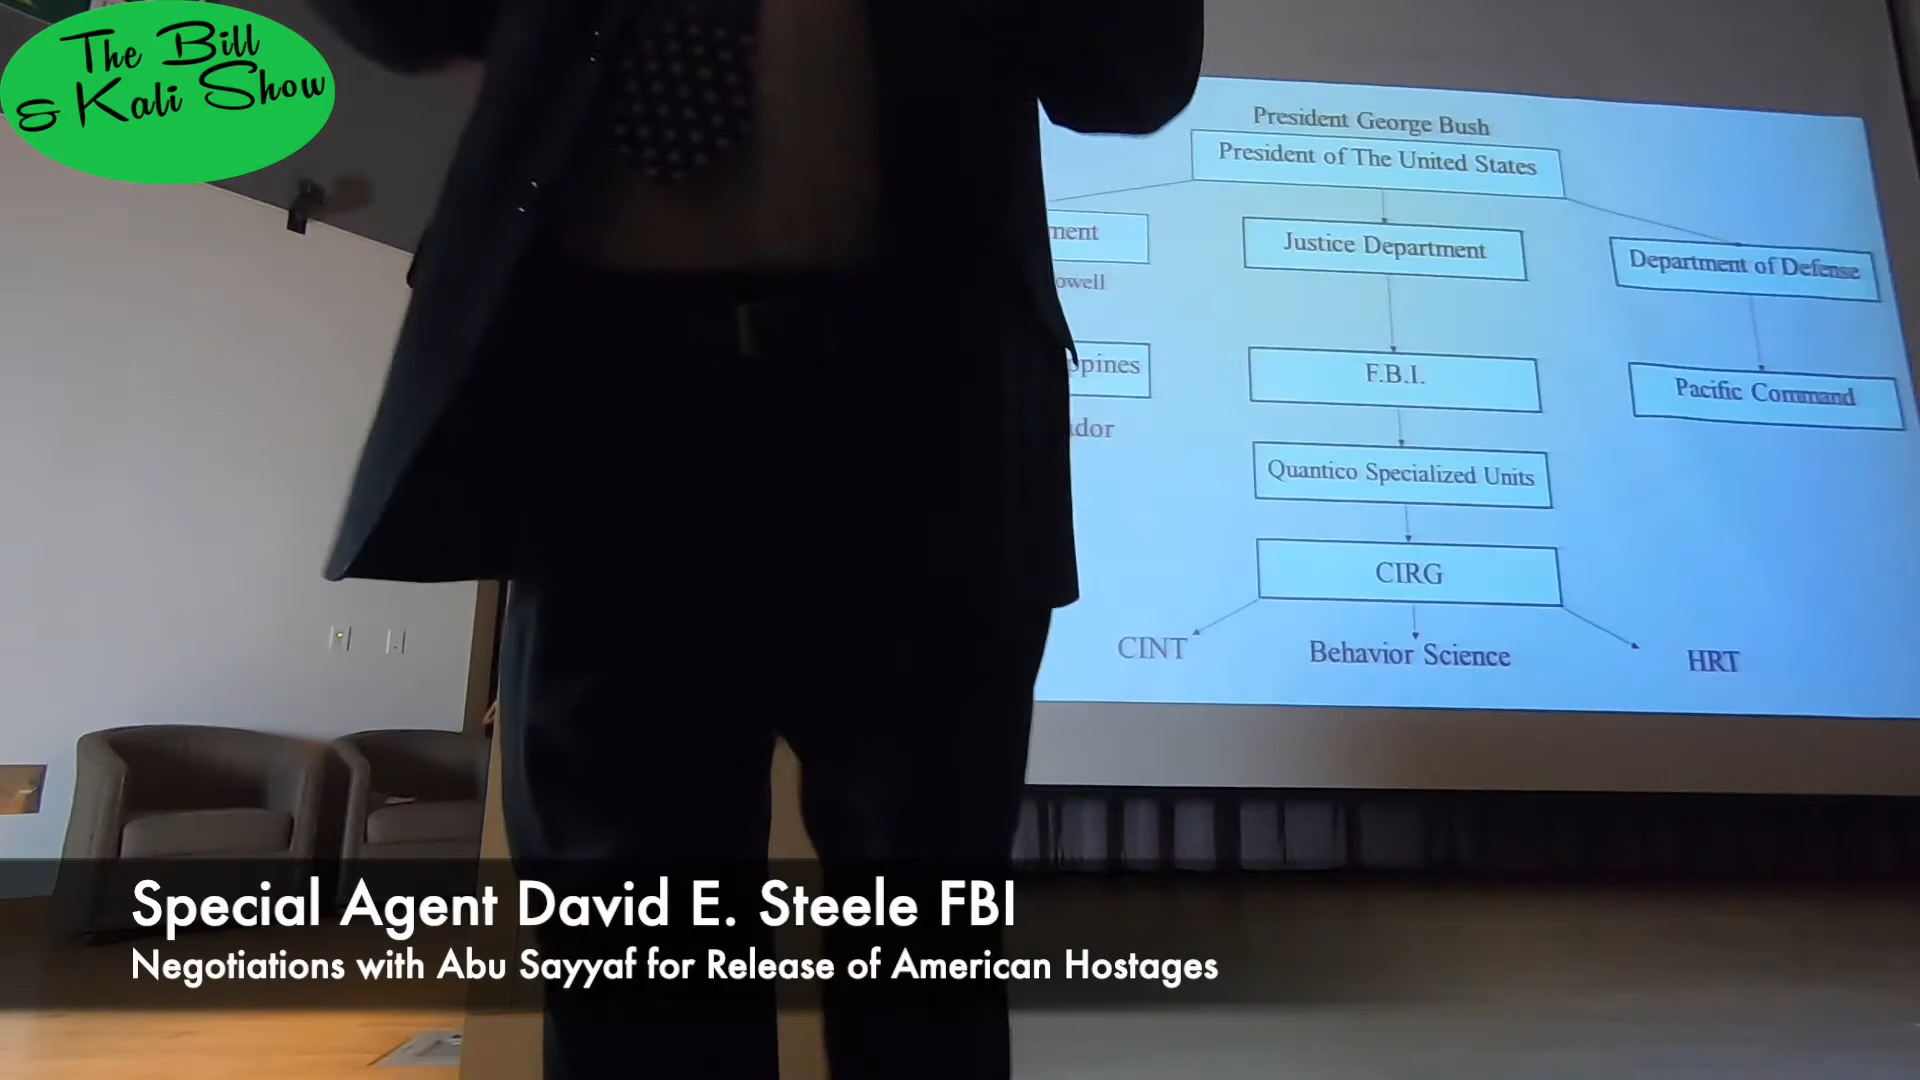 The Bill
& Kali Show
President George Bush
President of The United States
Justice Department
Department of Defense
F.B.I.
Pacific Command
Quantico Specialized Units
CIRG
CINT
Behavior Science
HRT
Special Agent David E. Steele FBI
Negotiations with Abu Sayyaf for Release of American Hostages